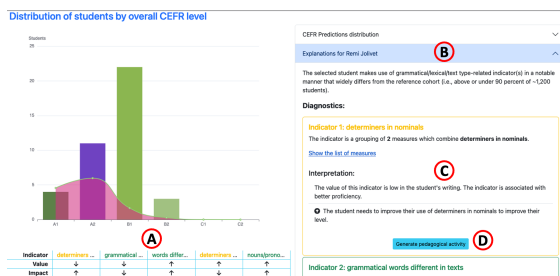 Distribution of students by overall CEFR level
Students
25
20
15
10
5
0
A1 A2 B1 B2 C1 C2
A
Indicator determiners ... grammatical ... words differ... determiners ... nouns/prono...
Value ↓ ↓ ↑ ↓ ↑
Impact ↑ ↓ ↑ ↑ ↑
CEFR Predictions distribution
Explanations for Remi Jolivet
B
The selected student makes use of grammatical/lexical/text type-related indicator(s) in a notable
manner that widely differs from the reference cohort (i.e., above or under 90 percent of ~1,200
students).
Diagnostics:
Indicator 1: determiners in nominals
The indicator is a grouping of 2 measures which combine determiners in nominals.
Show the list of measures
C
Interpretation:
The value of this indicator is low in the student's writing. The indicator is associated with
better proficiency.
The student needs to improve their use of determiners in nominals to improve their
level.
Generate pedagogical activity
D
Indicator 2: grammatical words different in texts